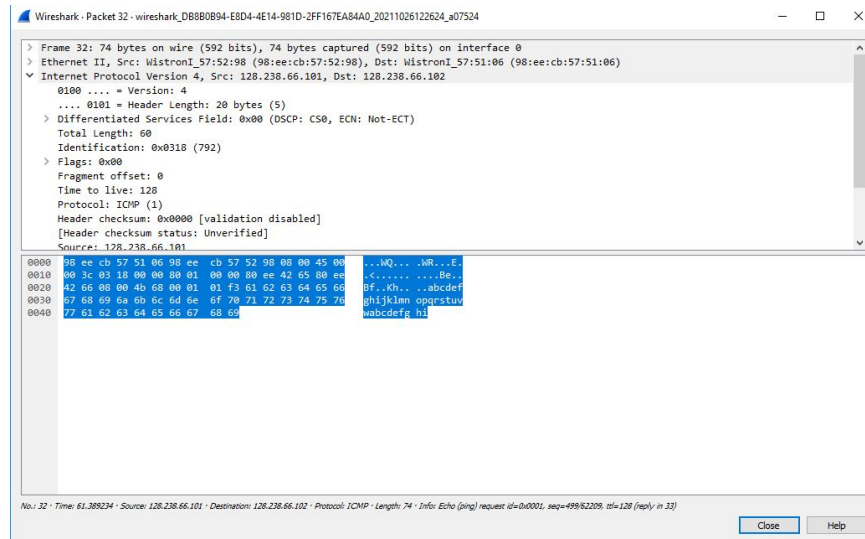 Wireshark · Packet 32 · wireshark_DB8B0B94-E8D4-4E14-981D-2FF167EA84A0_20211026122624_a07524
> Frame 32: 74 bytes on wire (592 bits), 74 bytes captured (592 bits) on interface 0
> Ethernet II, Src: WistronI_57:52:98 (98:ee:cb:57:52:98), Dst: WistronI_57:51:06 (98:ee:cb:57:51:06)
Internet Protocol Version 4, Src: 128.238.66.101, Dst: 128.238.66.102
0100 .... = Version: 4
.... 0101 = Header Length: 20 bytes (5)
> Differentiated Services Field: 0x00 (DSCP: CS0, ECN: Not-ECT)
Total Length: 60
Identification: 0x0318 (792)
> Flags: 0x00
Fragment offset: 0
Time to live: 128
Protocol: ICMP (1)
Header checksum: 0x0000 [validation disabled]
[Header checksum status: Unverified]
Source: 128.238.66.101
0000 98 ee cb 57 51 06 98 ee cb 57 52 98 08 00 45 00 ...WQ... .WR...E.
0010 00 3c 03 18 00 00 80 01 00 00 80 ee 42 65 80 ee .<...... ....Be..
0020 42 66 08 00 4b 68 00 01 01 f3 61 62 63 64 65 66 Bf..Kh.. ..abcdef
0030 67 68 69 6a 6b 6c 6d 6e 6f 70 71 72 73 74 75 76 ghijklmn opqrstuv
0040 77 61 62 63 64 65 66 67 68 69 wabcdefg hi
No.: 32 · Time: 61.389234 · Source: 128.238.66.101 · Destination: 128.238.66.102 · Protocol: ICMP · Length: 74 · Info: Echo (ping) request id=0x0001, seq=499/62209, ttl=128 (reply in 33)
Close Help